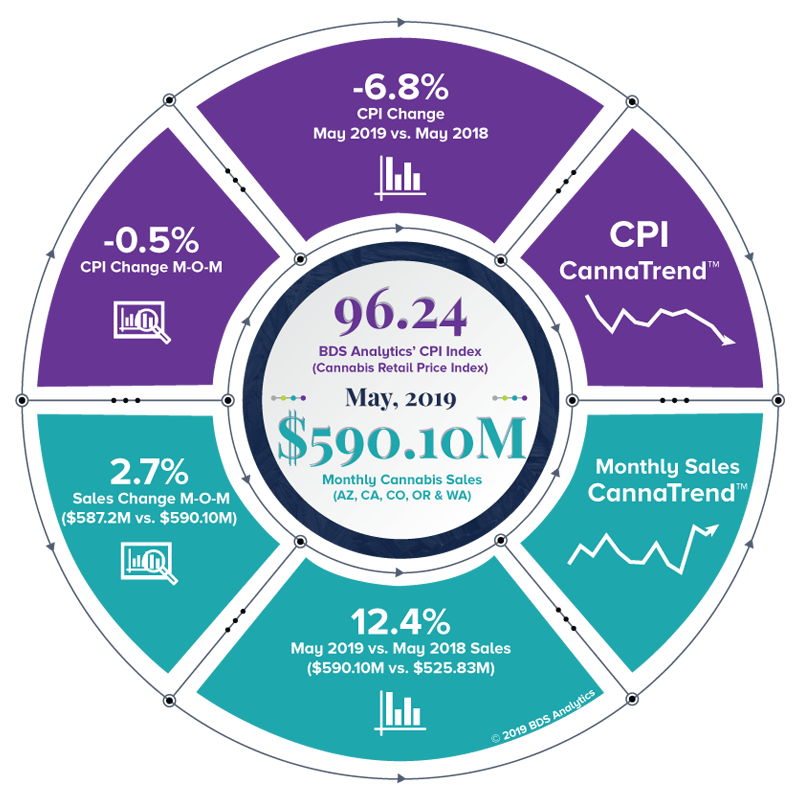 -6.8%
CPI Change
May 2019 vs. May 2018
-0.5%
CPI Change M-O-M
CPI
CannaTrend™
96.24
BDS Analytics' CPI Index
(Cannabis Retail Price Index)
May, 2019
$590.10M
Monthly Cannabis Sales
(AZ, CA, CO, OR & WA)
2.7%
Sales Change M-O-M
($587.2M vs. $590.10M)
Monthly Sales
CannaTrend™
12.4%
May 2019 vs. May 2018 Sales
($590.10M vs. $525.83M)
© 2019 BDS Analytics